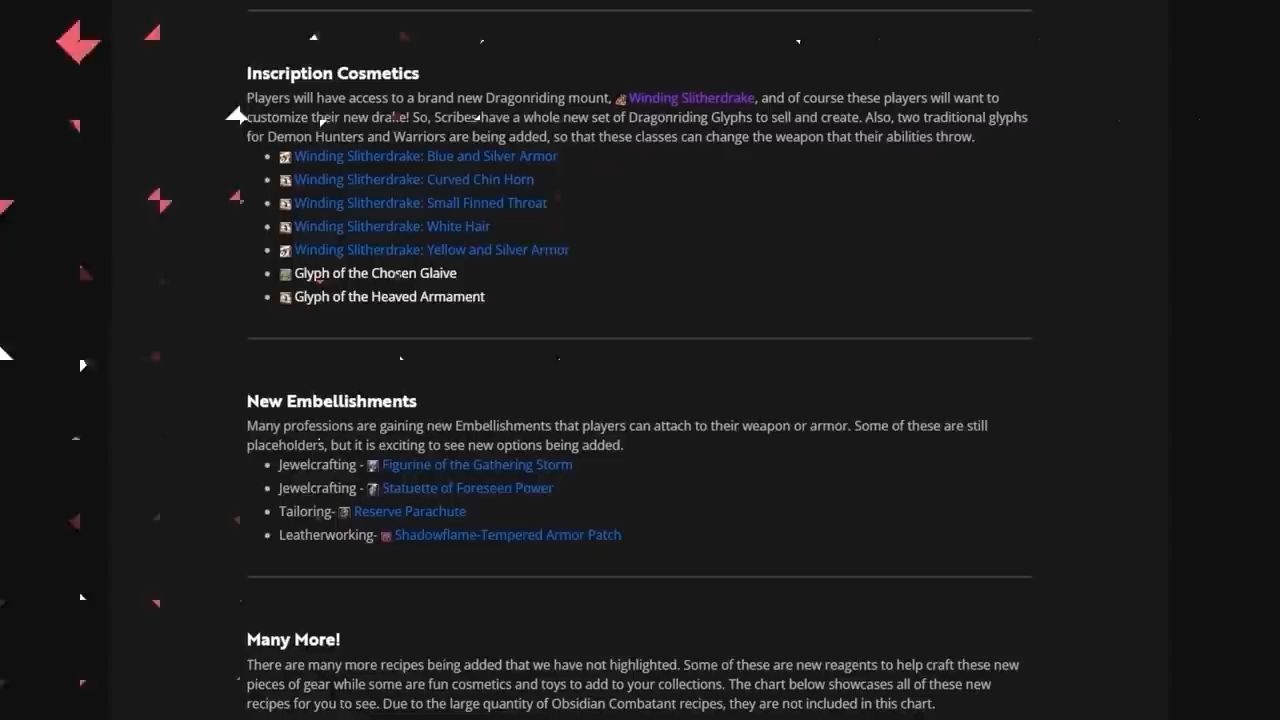 Inscription Cosmetics
Players will have access to a brand new Dragonriding mount, Winding Slitherdrake, and of course these players will want to
customize their new drake! So, Scribes have a whole new set of Dragonriding Glyphs to sell and create. Also, two traditional glyphs
for Demon Hunters and Warriors are being added, so that these classes can change the weapon that their abilities throw.
Winding Slitherdrake: Blue and Silver Armor
Winding Slitherdrake: Curved Chin Horn
Winding Slitherdrake: Small Finned Throat
Winding Slitherdrake: White Hair
Winding Slitherdrake: Yellow and Silver Armor
Glyph of the Chosen Glaive
Glyph of the Heaved Armament
New Embellishments
Many professions are gaining new Embellishments that players can attach to their weapon or armor. Some of these are still
placeholders, but it is exciting to see new options being added.
Jewelcrafting - Figurine of the Gathering Storm
Jewelcrafting - Statuette of Foreseen Power
Tailoring- Reserve Parachute
Leatherworking- Shadowflame-Tempered Armor Patch
Many More!
There are many more recipes being added that we have not highlighted. Some of these are new reagents to help craft these new
pieces of gear while some are fun cosmetics and toys to add to your collections. The chart below showcases all of these new
recipes for you to see. Due to the large quantity of Obsidian Combatant recipes, they are not included in this chart.